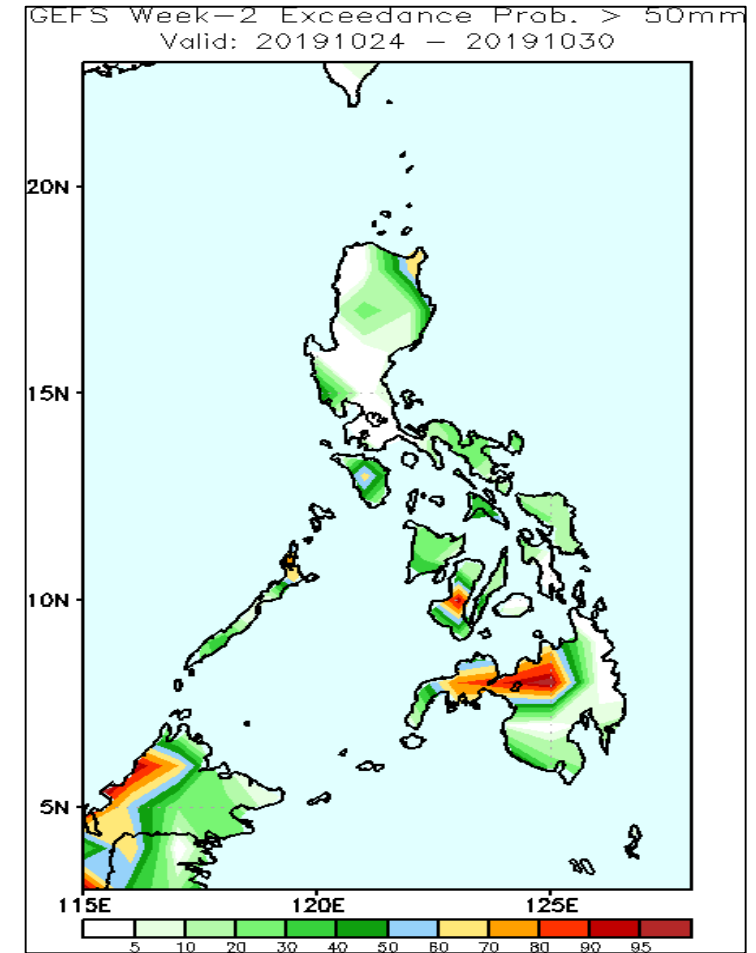 GEFS Week-2 Exceedance Prob. > 50mm
Valid: 20191024 - 20191030
20N
15N
10N
5N
115E 120E 125E
5 10 20 30 40 50 60 70 80 90 95